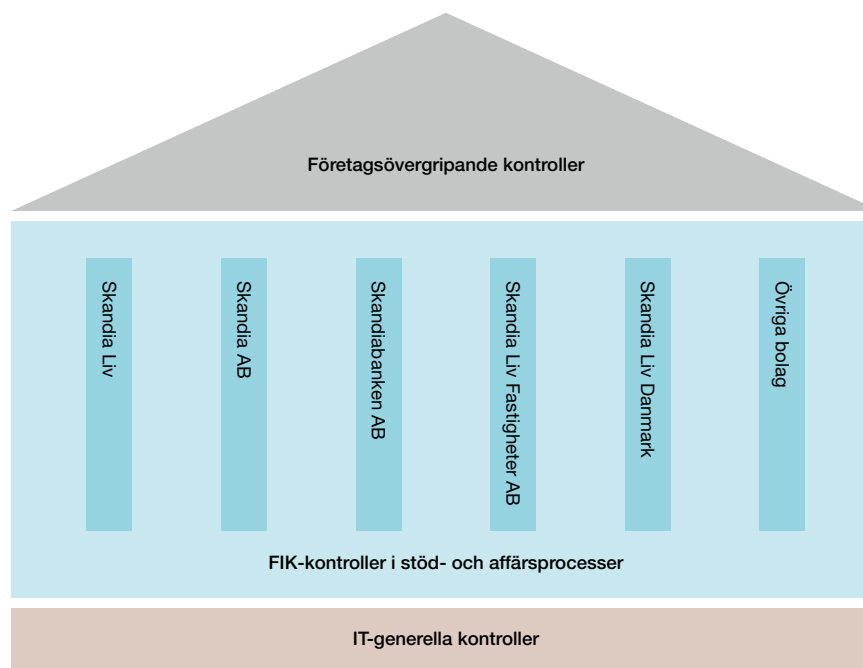 Företagsövergripande kontroller
Skandia Liv
Skandia AB
Skandiabanken AB
Skandia Liv Fastigheter AB
Skandia Liv Danmark
Övriga bolag
FIK-kontroller i stöd- och affärsprocesser
IT-generella kontroller